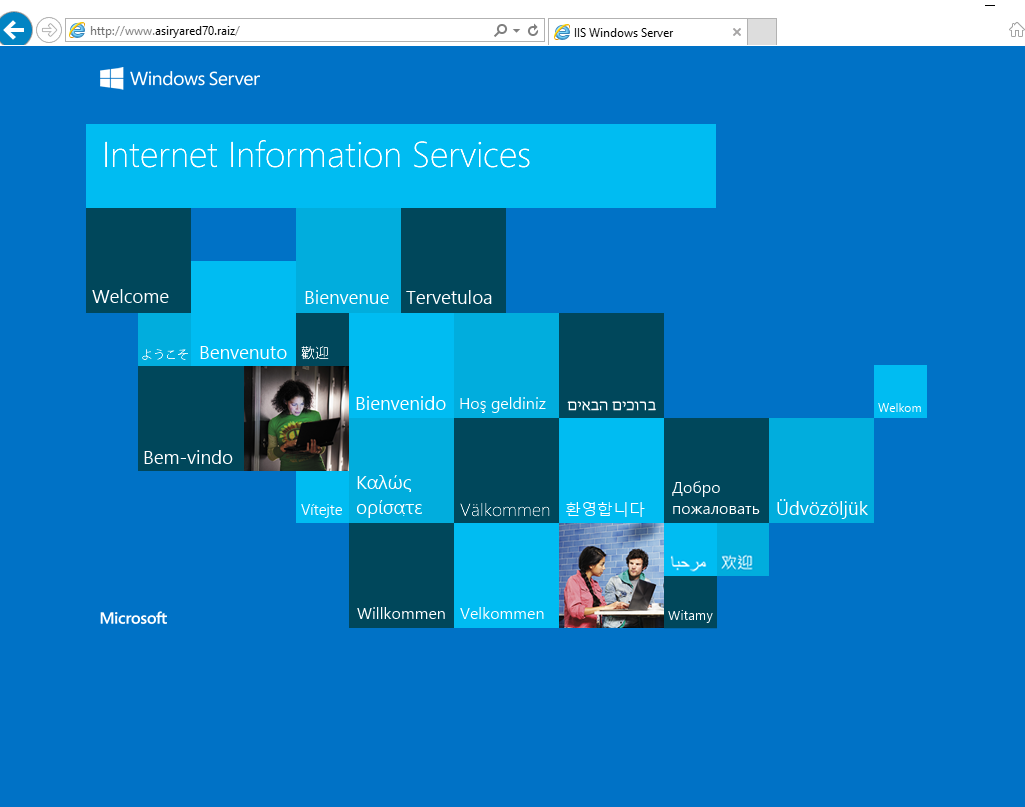 http://www.asiryared70.raiz/
IIS Windows Server
Windows Server
Internet Information Services
Welcome
Bienvenue
Tervetuloa
ようこそ
Benvenuto
歡迎
Bienvenido
Hoş geldiniz
ברוכים הבאים
Welkom
Bem-vindo
Vítejte
Καλώς
ορίσατε
Välkommen
환영합니다
Добро
пожаловать
Üdvözöljük
مرحبا
欢迎
Microsoft
Willkommen
Velkommen
Witamy